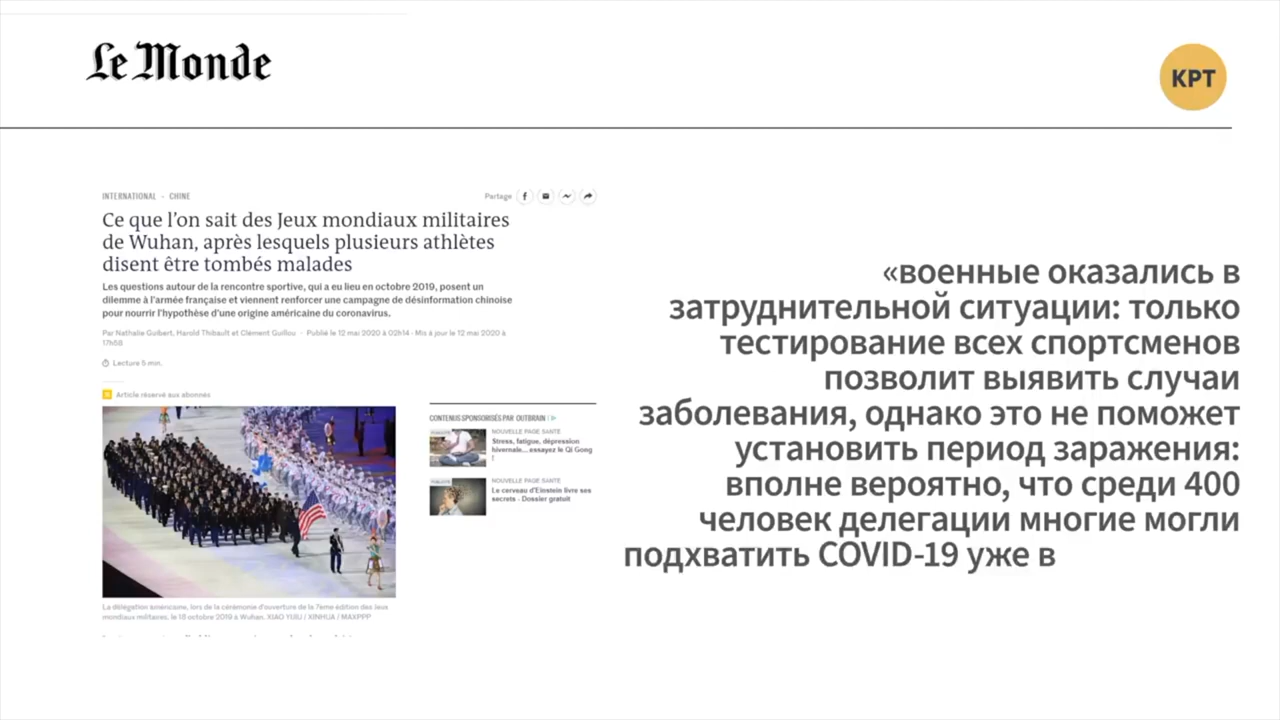 Le Monde
КРТ
INTERNATIONAL - CHINE
Partage
Ce que l'on sait des Jeux mondiaux militaires
de Wuhan, après lesquels plusieurs athlètes
disent être tombés malades
Les questions autour de la rencontre sportive, qui a eu lieu en octobre 2019, posent un
dilemme à l'armée française et viennent renforcer une campagne de désinformation chinoise
pour nourrir l'hypothèse d'une origine américaine du coronavirus.
Par Nathalie Guibert, Harold Thibault et Clément Guillou - Publié le 12 mai 2020 à 02h14 - Mis à jour le 12 mai 2020 à
17h58
Lecture 5 min.
Article réservé aux abonnés
CONTENUS SPONSORISÉS PAR OUTBRAIN
NOUVELLE PAGE SANTÉ
Stress, fatigue, dépression
hivernale... essayez le Qi Gong
!
NOUVELLE PAGE SANTÉ
Le cerveau d'Einstein livre ses
secrets - Dossier gratuit
La délégation américaine, lors de la cérémonie d'ouverture de la 7eme édition des Jeux
mondiaux militaires, le 18 octobre 2019 à Wuhan. XIAO YIJIU / XINHUA / MAXPPP
«военные оказались в
затруднительной ситуации: только
тестирование всех спортсменов
позволит выявить случаи
заболевания, однако это не поможет
установить период заражения:
вполне вероятно, что среди 400
человек делегации многие могли
подхватить COVID-19 уже в